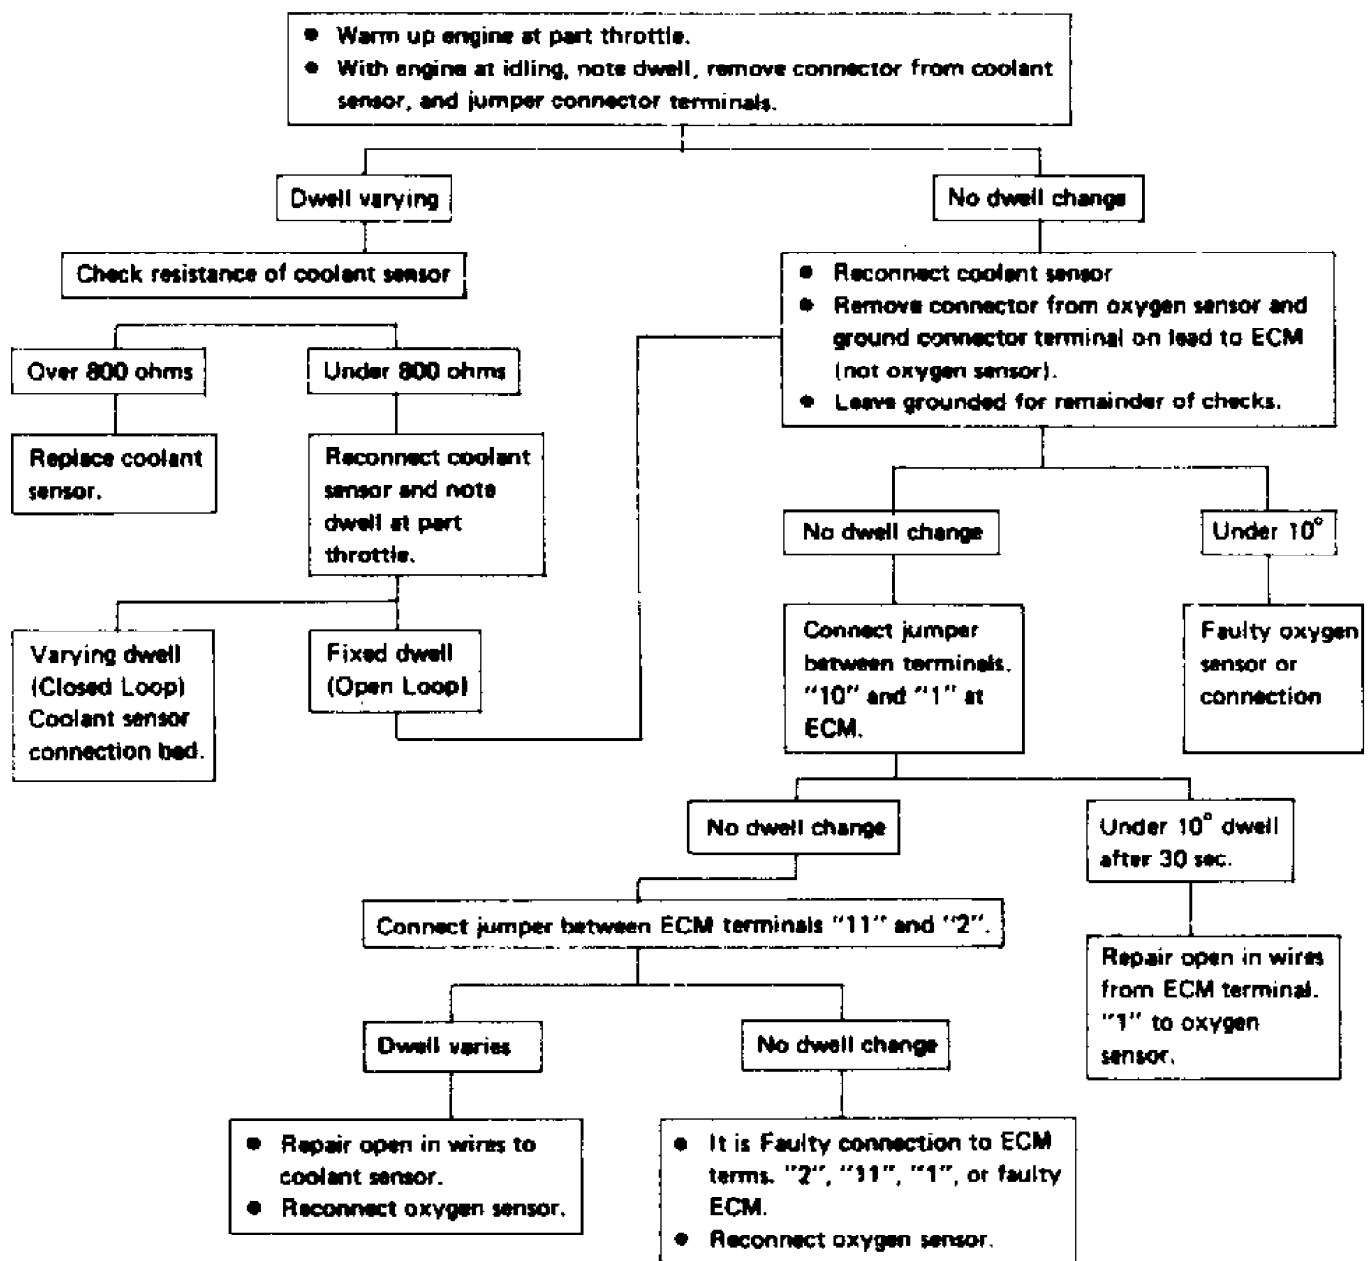 • Warm up engine at part throttle.
• With engine at idling, note dwell, remove connector from coolant
sensor, and jumper connector terminals.
Dwell varying
No dwell change
Check resistance of coolant sensor
• Reconnect coolant sensor
• Remove connector from oxygen sensor and
ground connector terminal on lead to ECM
(not oxygen sensor).
• Leave grounded for remainder of checks.
Over 800 ohms
Under 800 ohms
Replace coolant
sensor.
Reconnect coolant
sensor and note
dwell at part
throttle.
No dwell change
Under 10°
Varying dwell
(Closed Loop)
Coolant sensor
connection bad.
Fixed dwell
(Open Loop)
Connect jumper
between terminals.
"10" and "1" at
ECM.
Faulty oxygen
sensor or
connection
No dwell change
Under 10° dwell
after 30 sec.
Connect jumper between ECM terminals "11" and "2".
Repair open in wires
from ECM terminal.
"1" to oxygen
sensor.
Dwell varies
No dwell change
• Repair open in wires to
coolant sensor.
• Reconnect oxygen sensor.
• It is Faulty connection to ECM
terms. "2", "11", "1", or faulty
ECM.
• Reconnect oxygen sensor.